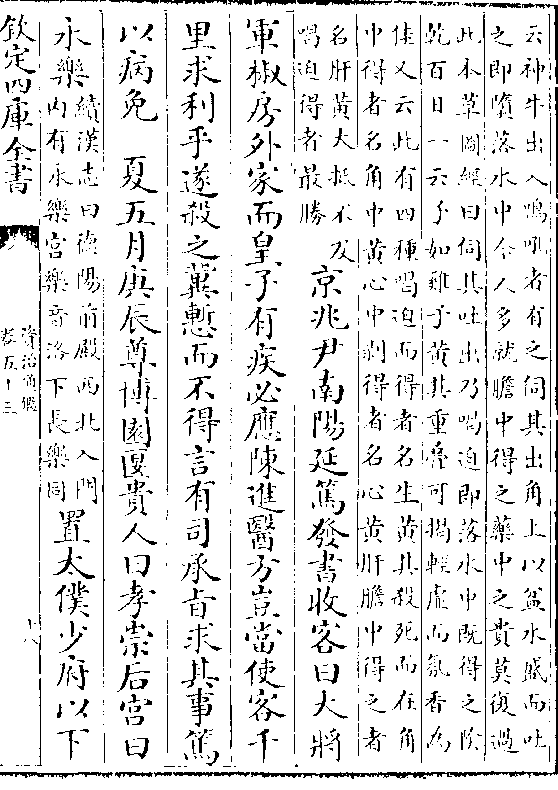 云神牛出入鳴吼者有之伺其出角上以盆水盛而吐
之即墮落水中今人多就膽中得之藥中之貴莫復過
此本草圖經曰伺其吐出乃喝迫即落水中既得之陰
乾百日一云子如雞子黃其重疊可揭輕虛而氛香為
佳又云此有四種喝迫而得者名生黃其殺死而在角
中得者名角中黃心中剥得者名心黃肝膽中得之者
名肝黃大抵不及
喝迫得者最勝
京兆尹南陽延篤發書收客曰大將
軍椒房外家而皇子有疾必應陳進醫方豈當使客千
里求利乎遂殺之冀慙而不得言有司承旨求其事篤
以病免　夏五月庚辰尊博園匽貴人曰孝崇后宫曰
永樂
續漢志曰德陽前殿西北入門
內有永樂宫樂音洛下長樂同
置太僕少府以下
欽定四庫全書
資治通鑑
卷五十三
十八